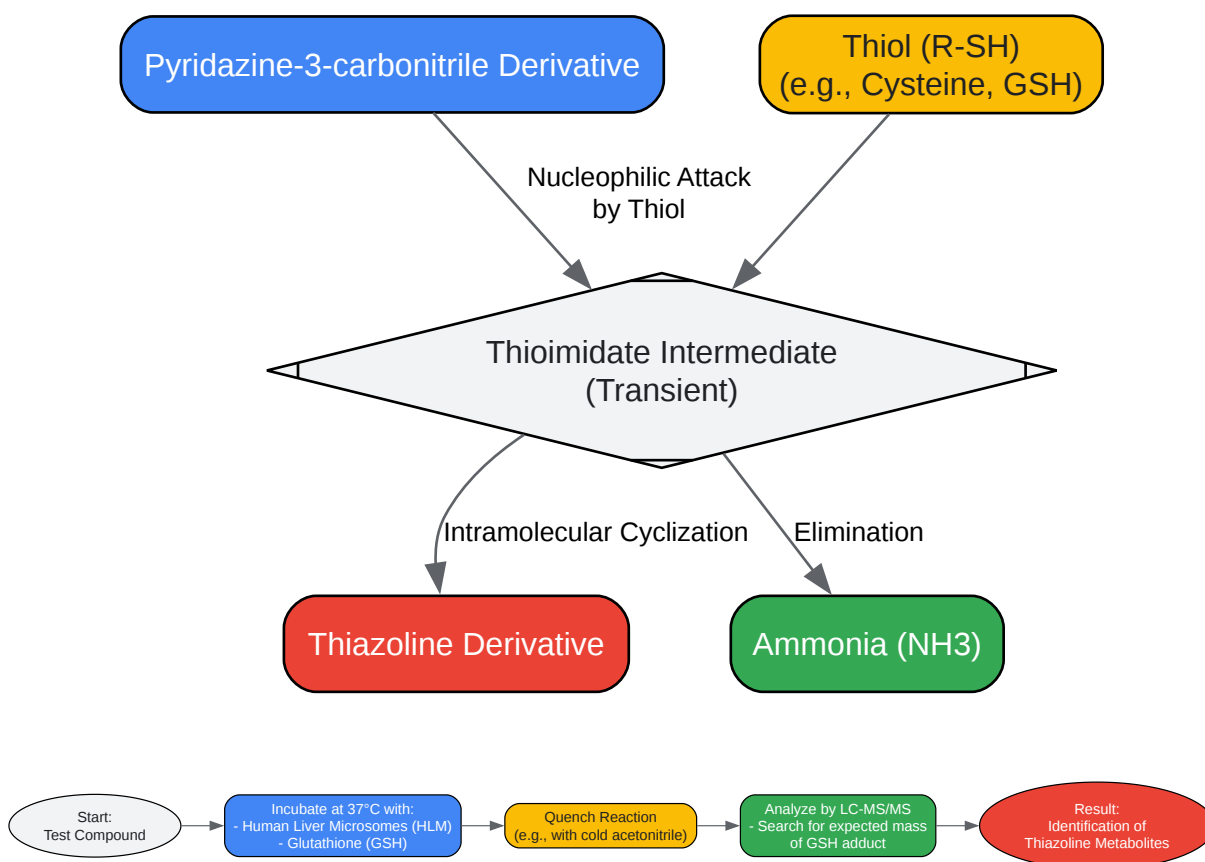 Pyridazine-3-carbonitrile Derivative
Thiol (R-SH)
(e.g., Cysteine, GSH)
Nucleophilic Attack
by Thiol
Thioimidate Intermediate
(Transient)
Intramolecular Cyclization
Elimination
Thiazoline Derivative
Ammonia (NH3)
Start:
Test Compound
Incubate at 37°C with:
- Human Liver Microsomes (HLM)
- Glutathione (GSH)
Quench Reaction
(e.g., with cold acetonitrile)
Analyze by LC-MS/MS
- Search for expected mass
of GSH adduct
Result:
Identification of
Thiazoline Metabolites